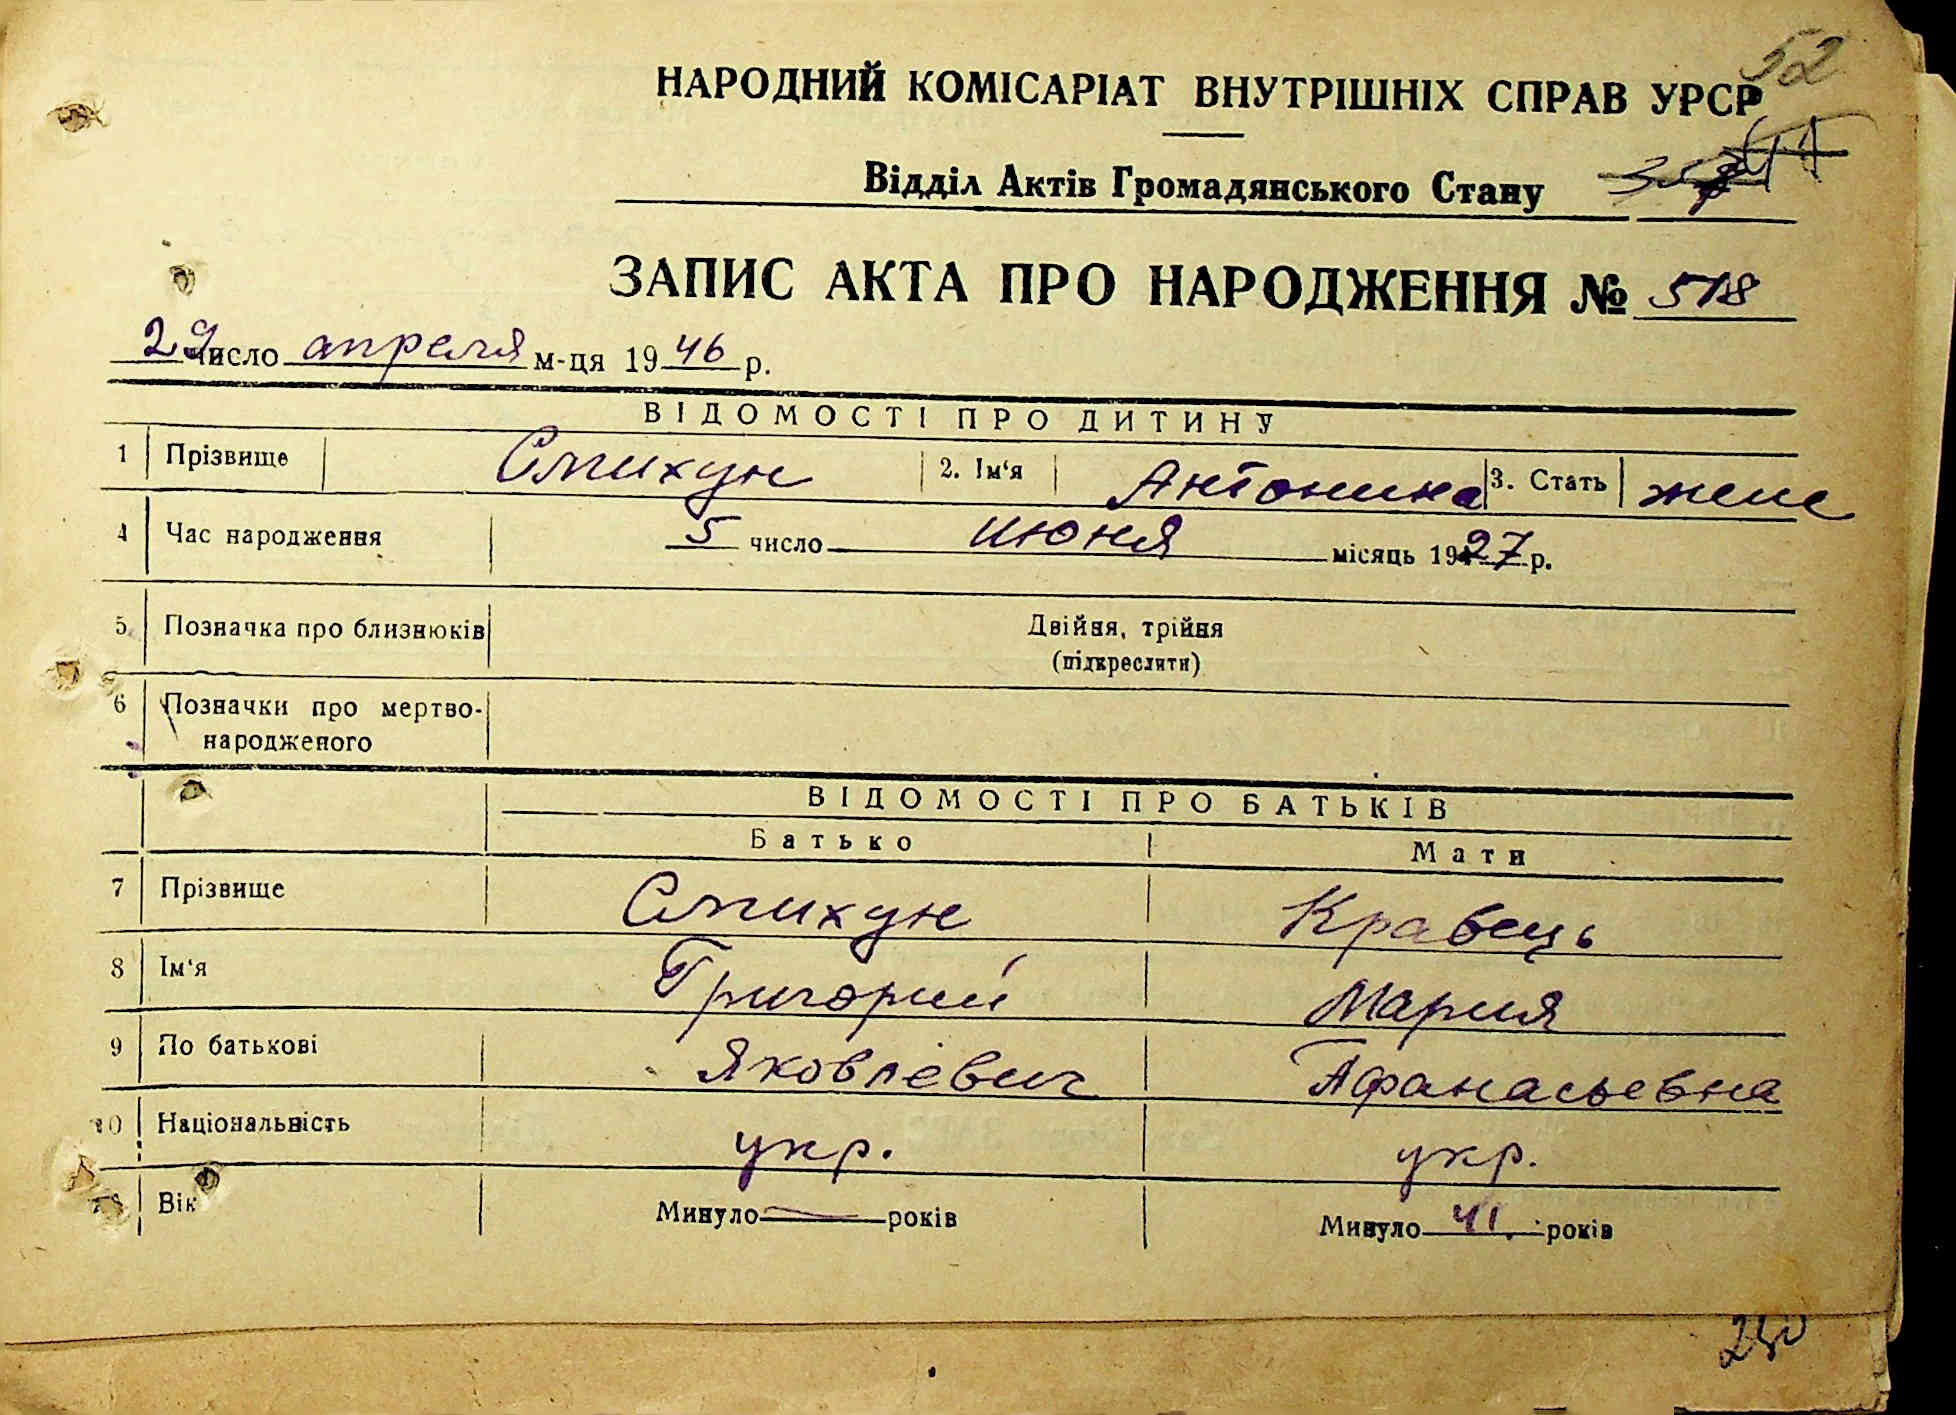 52
НАРОДНИЙ КОМІСАРІАТ ВНУТРІШНІХ СПРАВ УРСР
Відділ Актів Громадянського Стану
ЗАПИС АКТА ПРО НАРОДЖЕННЯ № 518
29 число апреля м-ця 1946 р.
ВІДОМОСТІ ПРО ДИТИНУ
1 Прізвище Смихун 2. Ім‘я Антонина 3. Стать женс
4 Час народження 5 число июня місяць 1927 р.
5 Позначка про близнюків Двійня, трійня
(підкреслити)
6 Позначки про мертво-
народженого
ВІДОМОСТІ ПРО БАТЬКІВ
Батько Мати
7 Прізвище Смихун Кравець
8 Ім‘я Григорий Мария
9 По батькові Яковлевич Афанасьевна
10 Національність укр. укр.
Вік Минуло — років Минуло 41. років